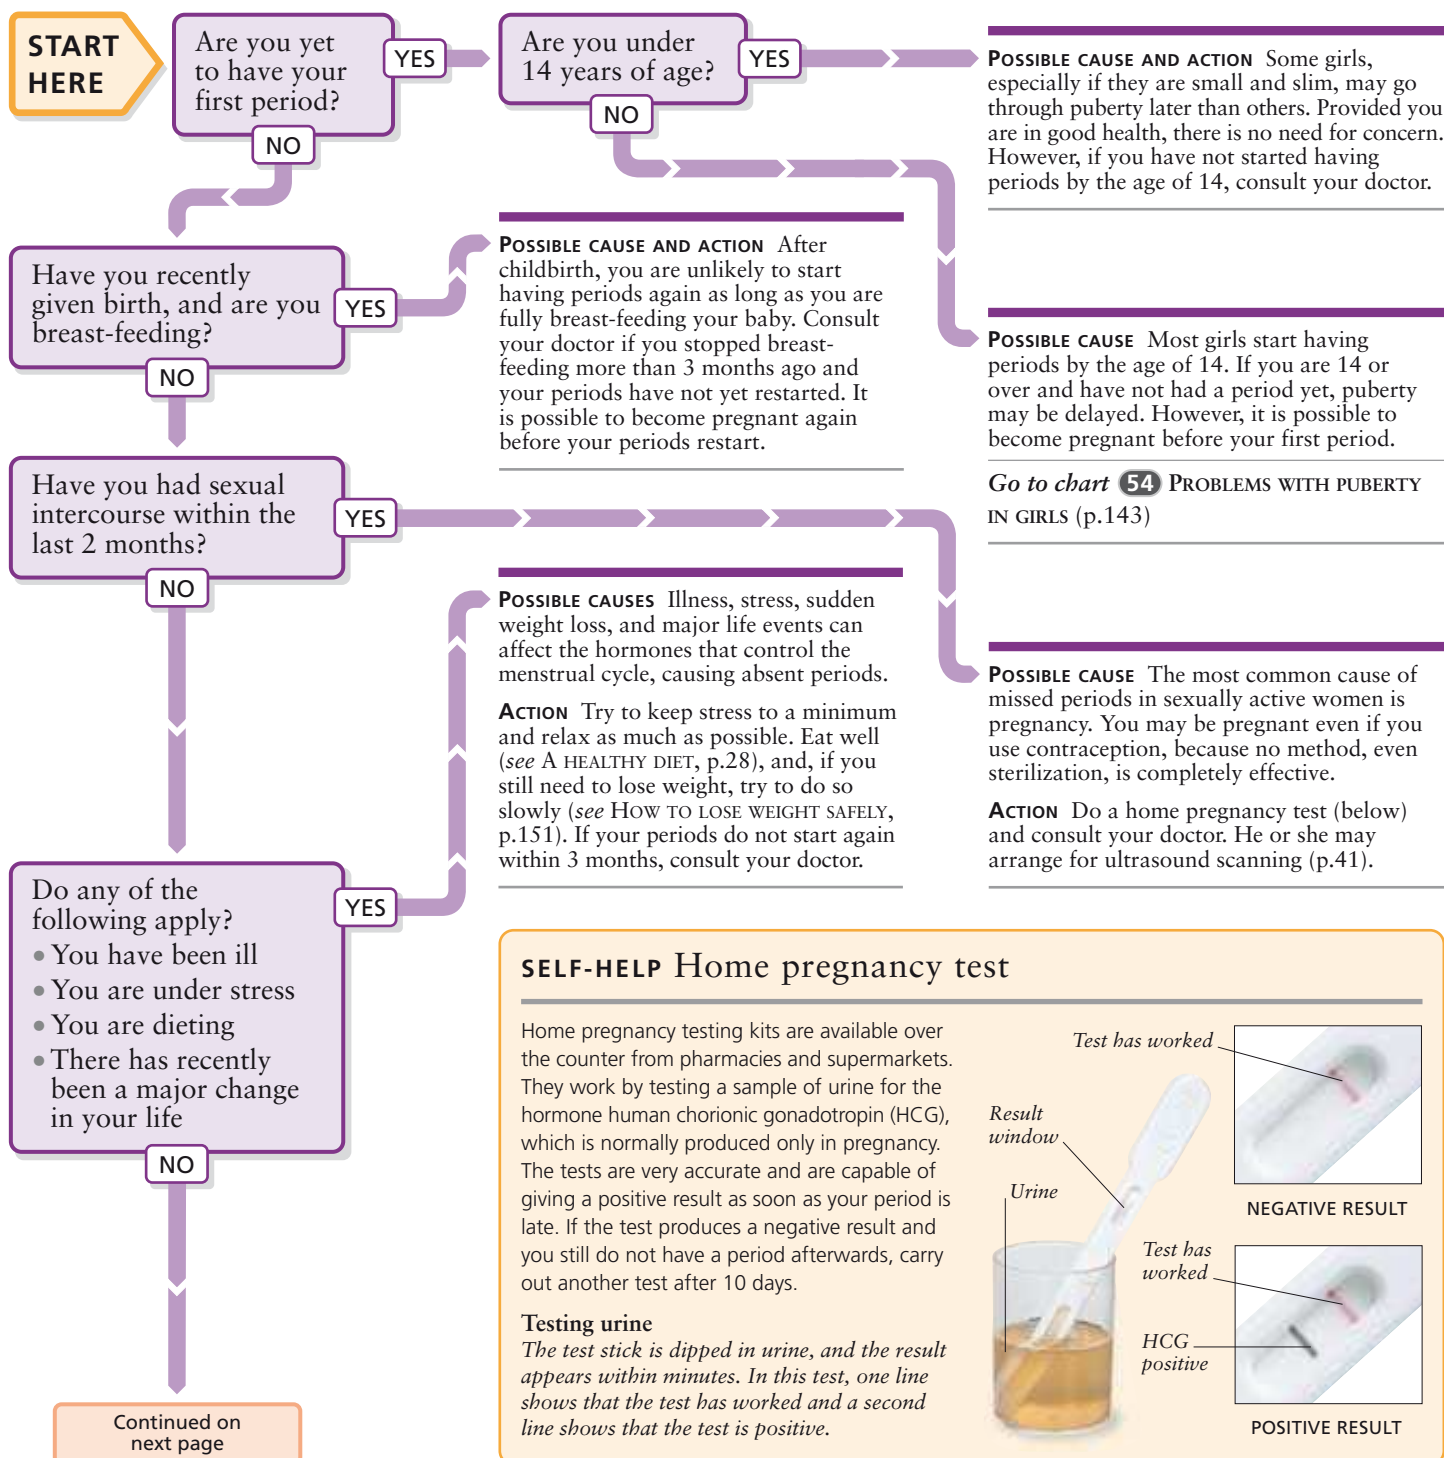 START
HERE
Are you yet
to have your
first period?
YES
NO
Are you under
14 years of age?
YES
NO
POSSIBLE CAUSE AND ACTION Some girls,
especially if they are small and slim, may go
through puberty later than others. Provided you
are in good health, there is no need for concern.
However, if you have not started having
periods by the age of 14, consult your doctor.
Have you recently
given birth, and are you
breast-feeding?
YES
NO
POSSIBLE CAUSE AND ACTION After
childbirth, you are unlikely to start
having periods again as long as you are
fully breast-feeding your baby. Consult
your doctor if you stopped breast-
feeding more than 3 months ago and
your periods have not yet restarted. It
is possible to become pregnant again
before your periods restart.
POSSIBLE CAUSE Most girls start having
periods by the age of 14. If you are 14 or
over and have not had a period yet, puberty
may be delayed. However, it is possible to
become pregnant before your first period.
Go to chart 54 PROBLEMS WITH PUBERTY
IN GIRLS (p.143)
Have you had sexual
intercourse within the
last 2 months?
YES
NO
POSSIBLE CAUSES Illness, stress, sudden
weight loss, and major life events can
affect the hormones that control the
menstrual cycle, causing absent periods.
ACTION Try to keep stress to a minimum
and relax as much as possible. Eat well
(see A HEALTHY DIET, p.28), and, if you
still need to lose weight, try to do so
slowly (see HOW TO LOSE WEIGHT SAFELY,
p.151). If your periods do not start again
within 3 months, consult your doctor.
POSSIBLE CAUSE The most common cause of
missed periods in sexually active women is
pregnancy. You may be pregnant even if you
use contraception, because no method, even
sterilization, is completely effective.
ACTION Do a home pregnancy test (below)
and consult your doctor. He or she may
arrange for ultrasound scanning (p.41).
Do any of the
following apply?
• You have been ill
• You are under stress
• You are dieting
• There has recently
been a major change
in your life
YES
NO
Continued on
next page
SELF-HELP Home pregnancy test
Home pregnancy testing kits are available over
the counter from pharmacies and supermarkets.
They work by testing a sample of urine for the
hormone human chorionic gonadotropin (HCG),
which is normally produced only in pregnancy.
The tests are very accurate and are capable of
giving a positive result as soon as your period is
late. If the test produces a negative result and
you still do not have a period afterwards, carry
out another test after 10 days.
Testing urine
The test stick is dipped in urine, and the result
appears within minutes. In this test, one line
shows that the test has worked and a second
line shows that the test is positive.
Result
window
Urine
Test has worked
NEGATIVE RESULT
Test has
worked
HCG
positive
POSITIVE RESULT